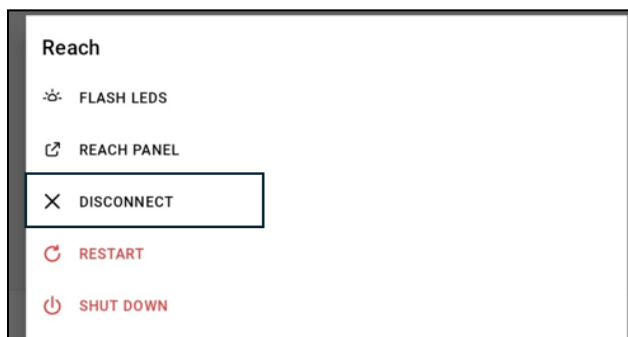 Reach
FLASH LEDS
REACH PANEL
DISCONNECT
RESTART
SHUT DOWN